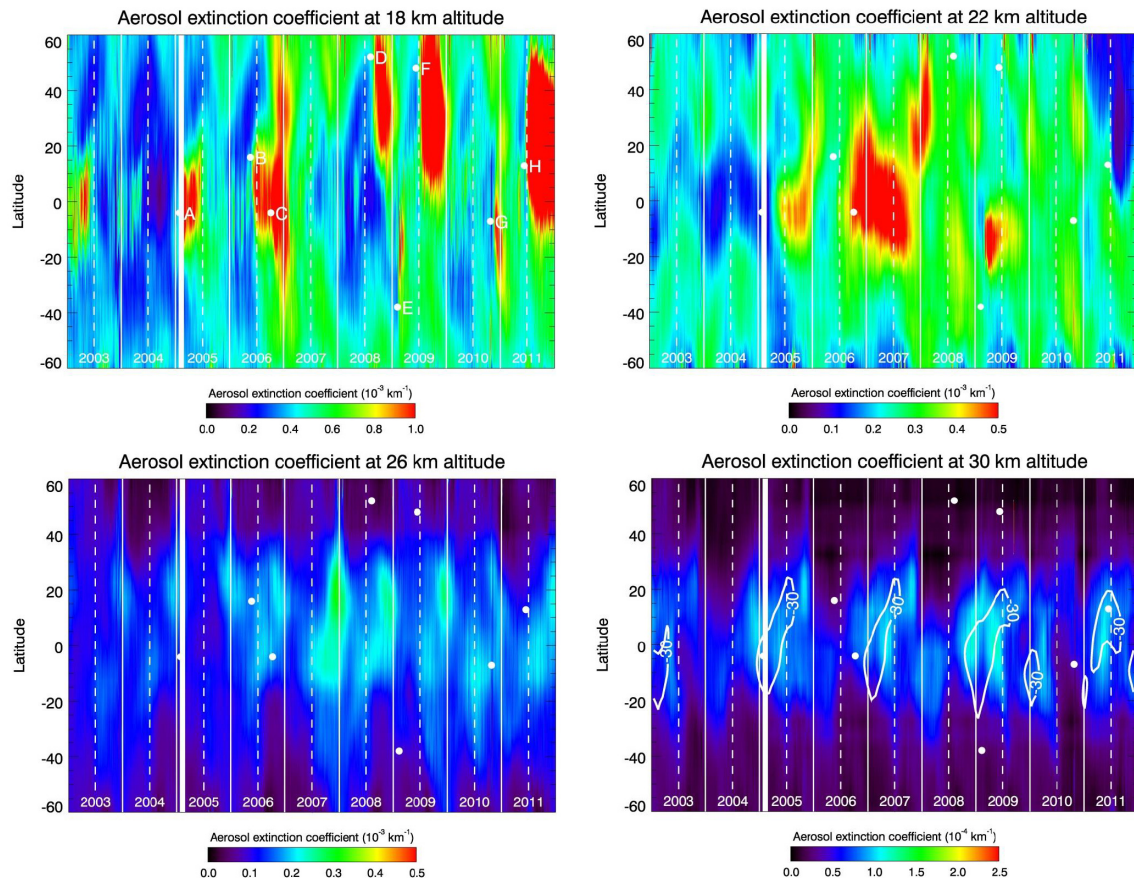 Aerosol extinction coefficient at 18 km altitude
60
40
20
0
-20
-40
-60
Latitude
A
B
C
D
E
F
G
H
2003 2004 2005 2006 2007 2008 2009 2010 2011
Aerosol extinction coefficient (10⁻³ km⁻¹)
0.0 0.2 0.4 0.6 0.8 1.0
Aerosol extinction coefficient at 22 km altitude
60
40
20
0
-20
-40
-60
Latitude
2003 2004 2005 2006 2007 2008 2009 2010 2011
Aerosol extinction coefficient (10⁻³ km⁻¹)
0.0 0.1 0.2 0.3 0.4 0.5
Aerosol extinction coefficient at 26 km altitude
60
40
20
0
-20
-40
-60
Latitude
2003 2004 2005 2006 2007 2008 2009 2010 2011
Aerosol extinction coefficient (10⁻³ km⁻¹)
0.0 0.1 0.2 0.3 0.4 0.5
Aerosol extinction coefficient at 30 km altitude
60
40
20
0
-20
-40
-60
Latitude
-30
-30
-30
-30
-30
-30
2003 2004 2005 2006 2007 2008 2009 2010 2011
Aerosol extinction coefficient (10⁻⁴ km⁻¹)
0.0 0.5 1.0 1.5 2.0 2.5